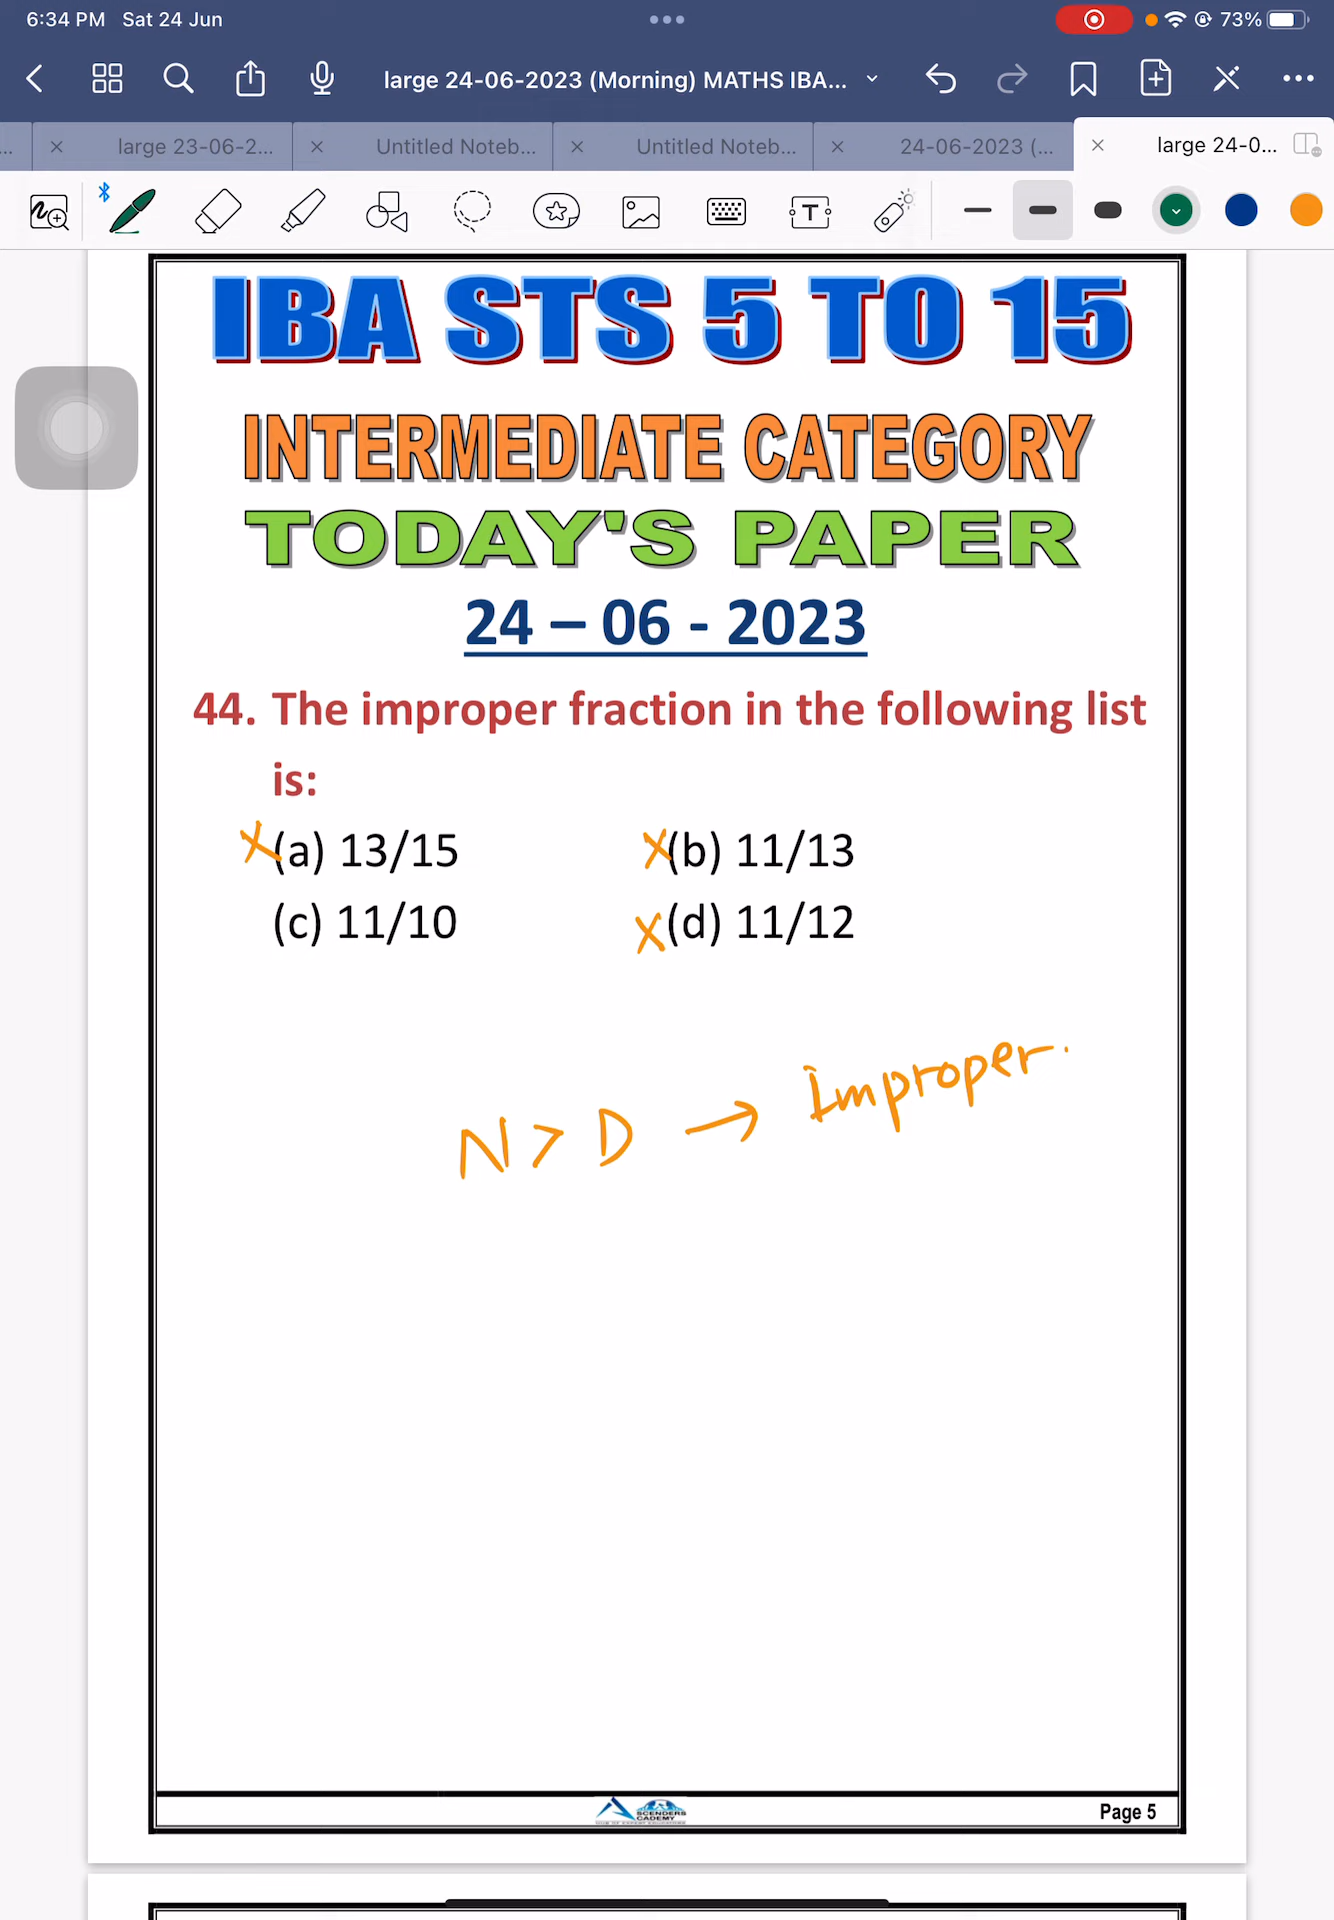 6:34 PM Sat 24 Jun
73%
large 24-06-2023 (Morning) MATHS IBA...
large 23-06-2...
Untitled Noteb...
Untitled Noteb...
24-06-2023 (...
large 24-0...
T
IBA STS 5 TO 15
INTERMEDIATE CATEGORY
TODAY'S PAPER
24 – 06 - 2023
44. The improper fraction in the following list
is:
X (a) 13/15 X (b) 11/13
(c) 11/10 X (d) 11/12
N > D → Improper.
SCENDERS
CADEMY
Page 5